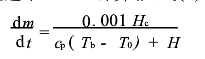 dm/dt = 0.001 H_c / c_p ( T_b - T_0 ) + H